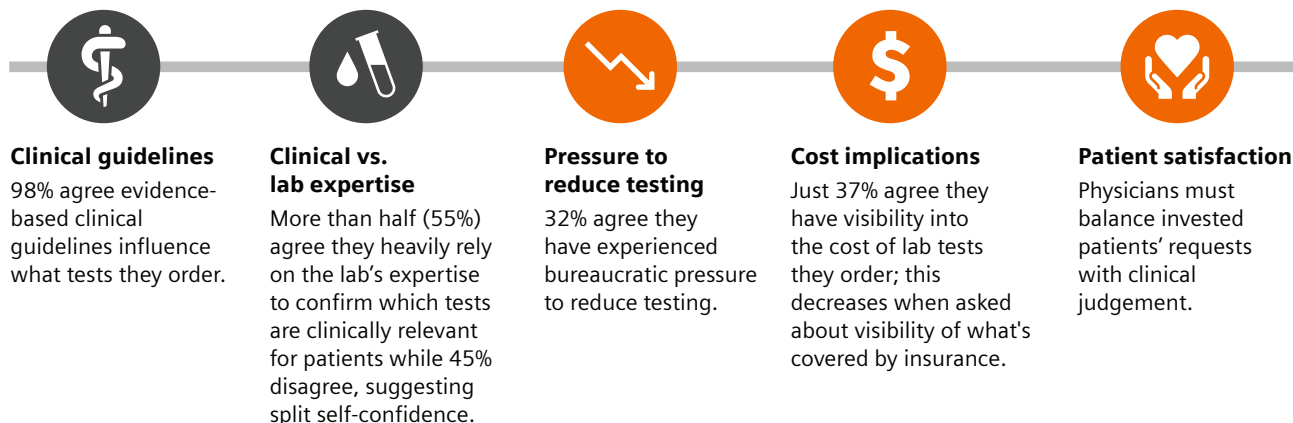 Clinical guidelines
98% agree evidence-
based clinical
guidelines influence
what tests they order.
Clinical vs.
lab expertise
More than half (55%)
agree they heavily rely
on the lab’s expertise
to confirm which tests
are clinically relevant
for patients while 45%
disagree, suggesting
split self-confidence.
Pressure to
reduce testing
32% agree they
have experienced
bureaucratic pressure
to reduce testing.
$
Cost implications
Just 37% agree they
have visibility into
the cost of lab tests
they order; this
decreases when asked
about visibility of what's
covered by insurance.
Patient satisfaction
Physicians must
balance invested
patients’ requests
with clinical
judgement.